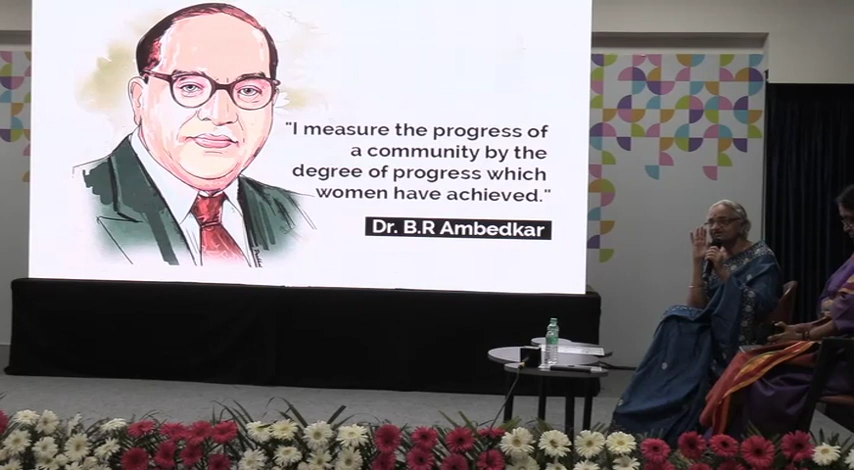 "I measure the progress of
a community by the
degree of progress which
women have achieved."
Dr. B.R Ambedkar